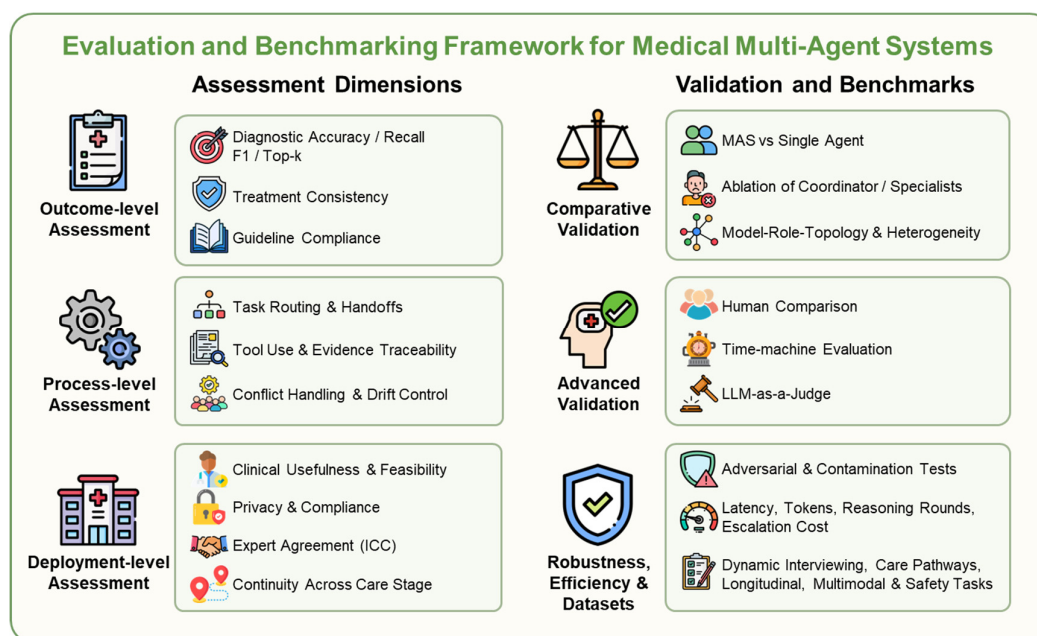 Evaluation and Benchmarking Framework for Medical Multi-Agent Systems
Assessment Dimensions
Outcome-level
Assessment
Diagnostic Accuracy / Recall
F1 / Top-k
Treatment Consistency
Guideline Compliance
Process-level
Assessment
Task Routing & Handoffs
Tool Use & Evidence Traceability
Conflict Handling & Drift Control
Deployment-level
Assessment
Clinical Usefulness & Feasibility
Privacy & Compliance
Expert Agreement (ICC)
Continuity Across Care Stage
Validation and Benchmarks
Comparative
Validation
MAS vs Single Agent
Ablation of Coordinator / Specialists
Model-Role-Topology & Heterogeneity
Advanced
Validation
Human Comparison
Time-machine Evaluation
LLM-as-a-Judge
Robustness,
Efficiency &
Datasets
Adversarial & Contamination Tests
Latency, Tokens, Reasoning Rounds,
Escalation Cost
Dynamic Interviewing, Care Pathways,
Longitudinal, Multimodal & Safety Tasks